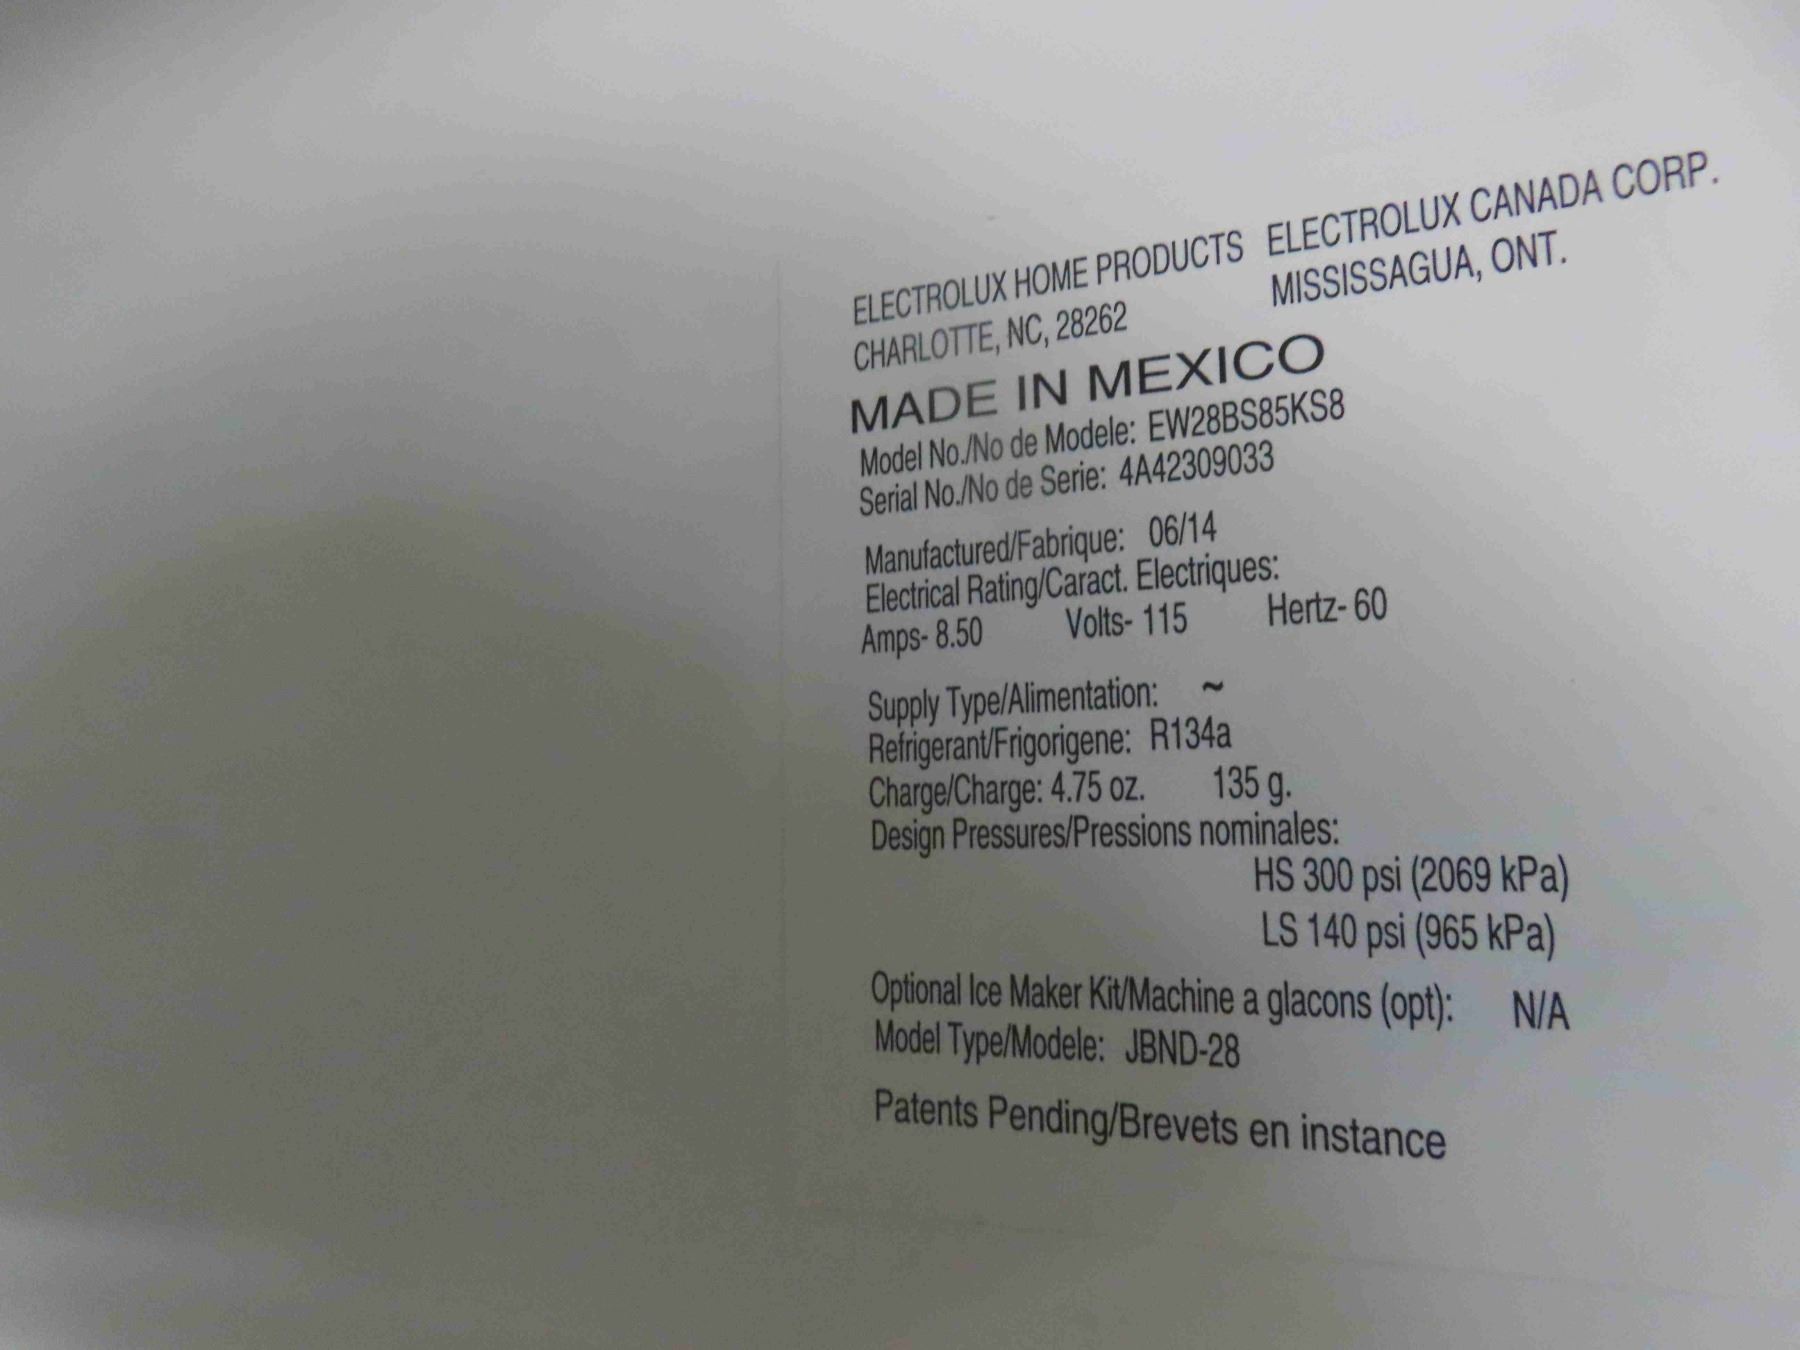 ELECTROLUX HOME PRODUCTS ELECTROLUX CANADA CORP.
CHARLOTTE, NC, 28262 MISSISSAGUA, ONT.
MADE IN MEXICO
Model No./No de Modele: EW28BS85KS8
Serial No./No de Serie: 4A42309033
Manufactured/Fabrique: 06/14
Electrical Rating/Caract. Electriques:
Amps- 8.50 Volts- 115 Hertz- 60
Supply Type/Alimentation: ~
Refrigerant/Frigorigene: R134a
Charge/Charge: 4.75 oz. 135 g.
Design Pressures/Pressions nominales:
HS 300 psi (2069 kPa)
LS 140 psi (965 kPa)
Optional Ice Maker Kit/Machine a glacons (opt): N/A
Model Type/Modele: JBND-28
Patents Pending/Brevets en instance